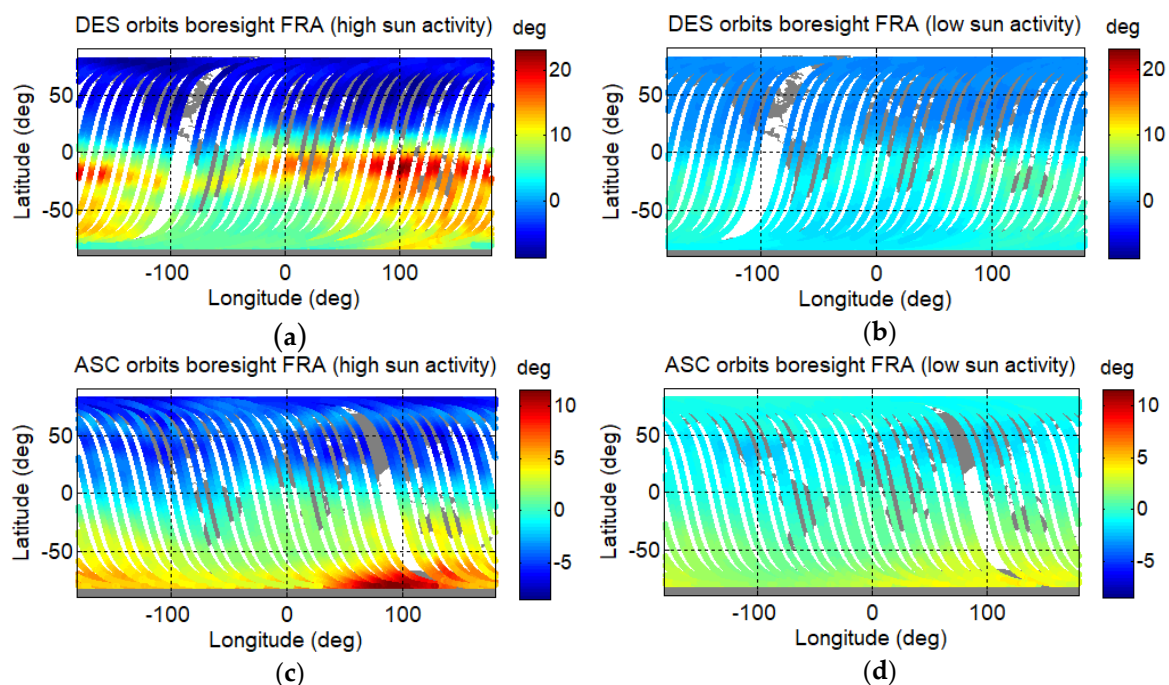 DES orbits boresight FRA (high sun activity) deg
20
10
0
50
0
-50
Latitude (deg)
-100 0 100
Longitude (deg)
(a)
DES orbits boresight FRA (low sun activity) deg
20
10
0
50
0
-50
Latitude (deg)
-100 0 100
Longitude (deg)
(b)
ASC orbits boresight FRA (high sun activity) deg
10
5
0
-5
50
0
-50
Latitude (deg)
-100 0 100
Longitude (deg)
(c)
ASC orbits boresight FRA (low sun activity) deg
10
5
0
-5
50
0
-50
Latitude (deg)
-100 0 100
Longitude (deg)
(d)